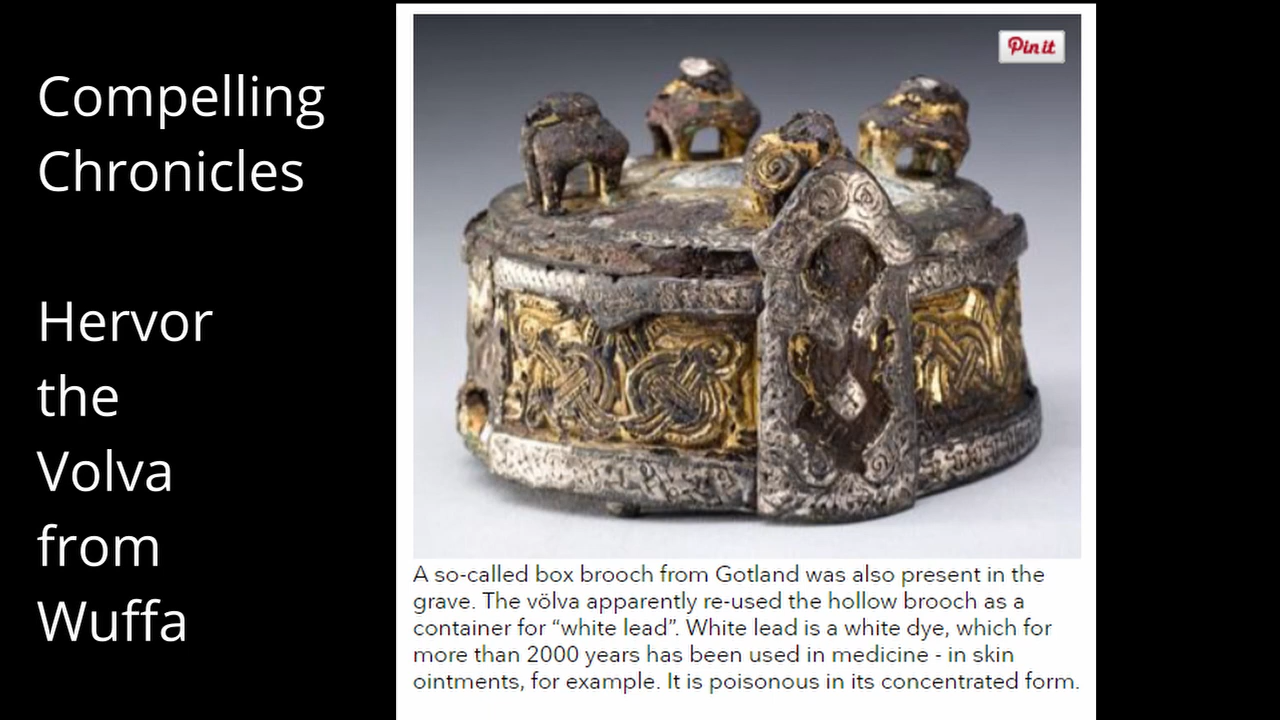 Compelling
Chronicles
Hervor
the
Volva
from
Wuffa
Pin it
A so-called box brooch from Gotland was also present in the
grave. The völva apparently re-used the hollow brooch as a
container for “white lead”. White lead is a white dye, which for
more than 2000 years has been used in medicine - in skin
ointments, for example. It is poisonous in its concentrated form.